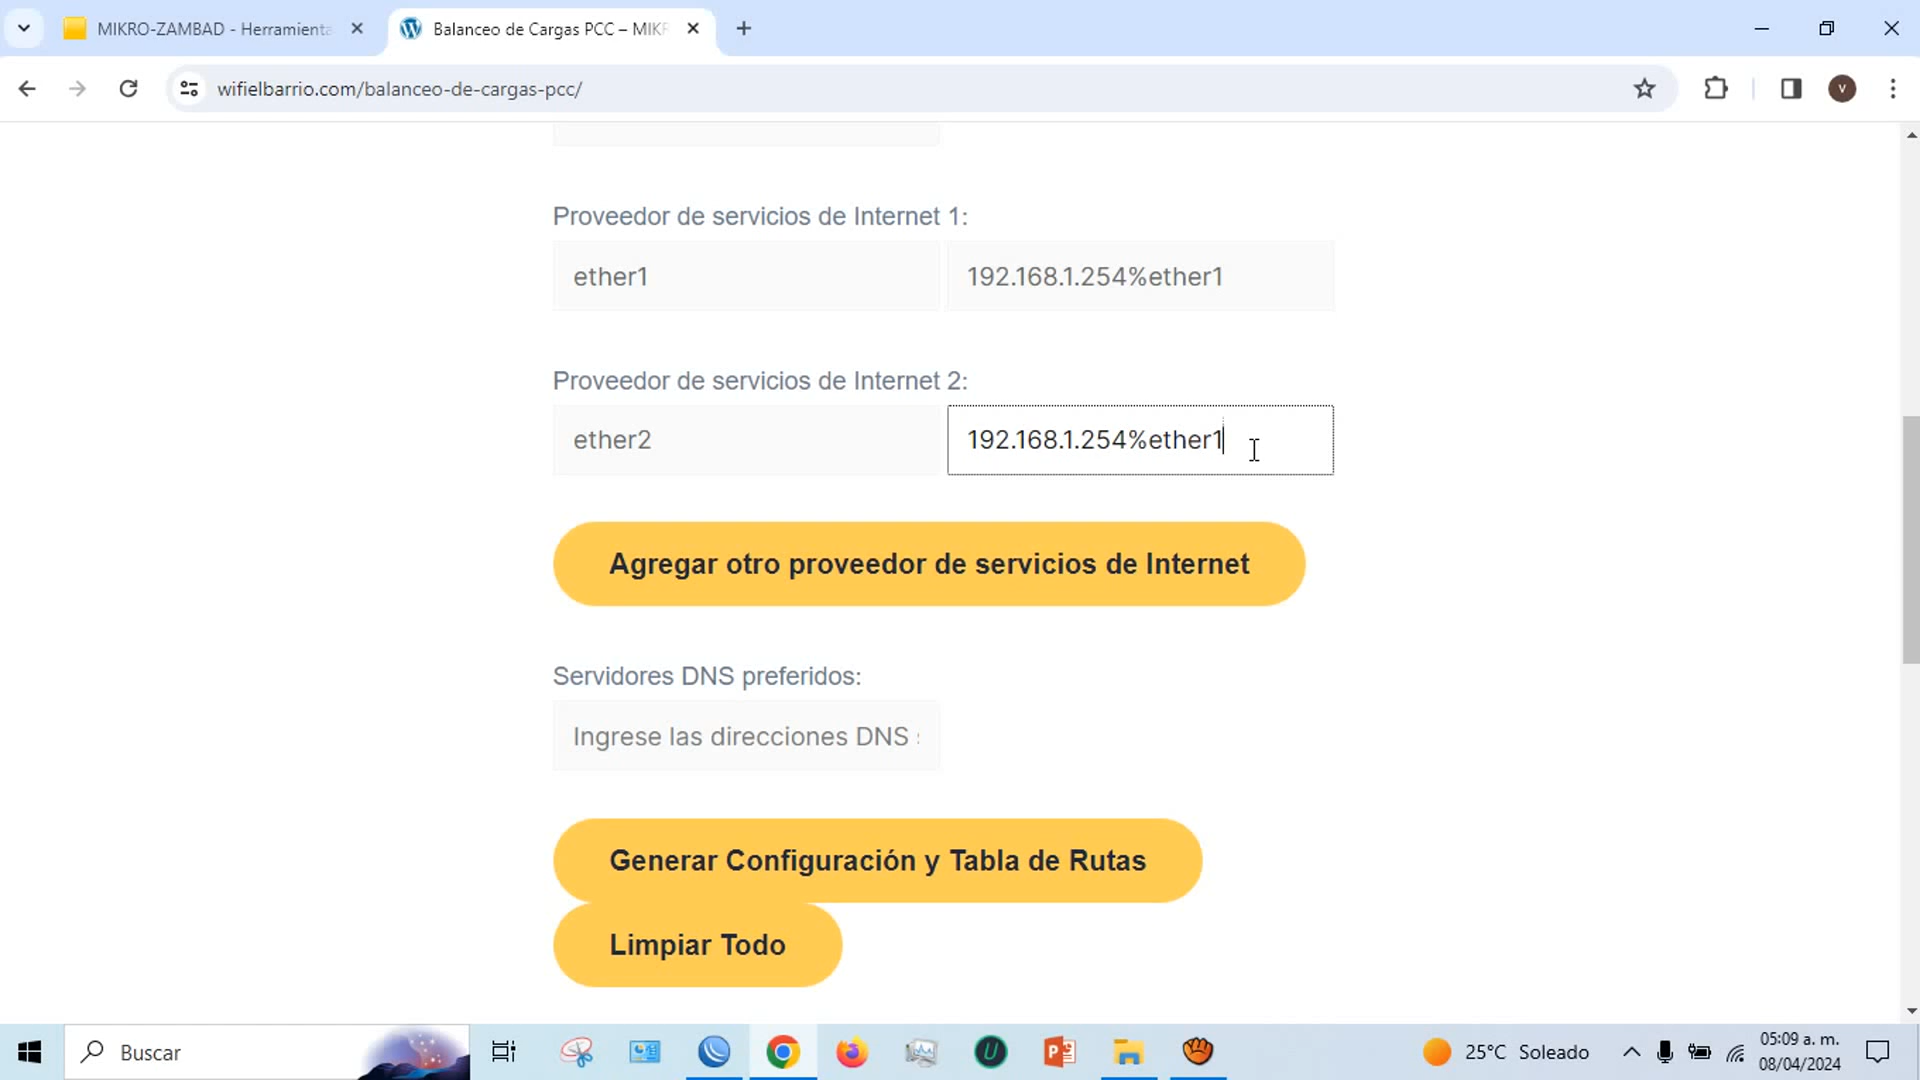 MIKRO-ZAMBAD - Herramienta
Balanceo de Cargas PCC – MIKR
wifielbarrio.com/balanceo-de-cargas-pcc/
V
Proveedor de servicios de Internet 1:
ether1
192.168.1.254%ether1
Proveedor de servicios de Internet 2:
ether2
192.168.1.254%ether1
Agregar otro proveedor de servicios de Internet
Servidores DNS preferidos:
Ingrese las direcciones DNS
Generar Configuración y Tabla de Rutas
Limpiar Todo
Buscar
25°C Soleado
05:09 a. m.
08/04/2024